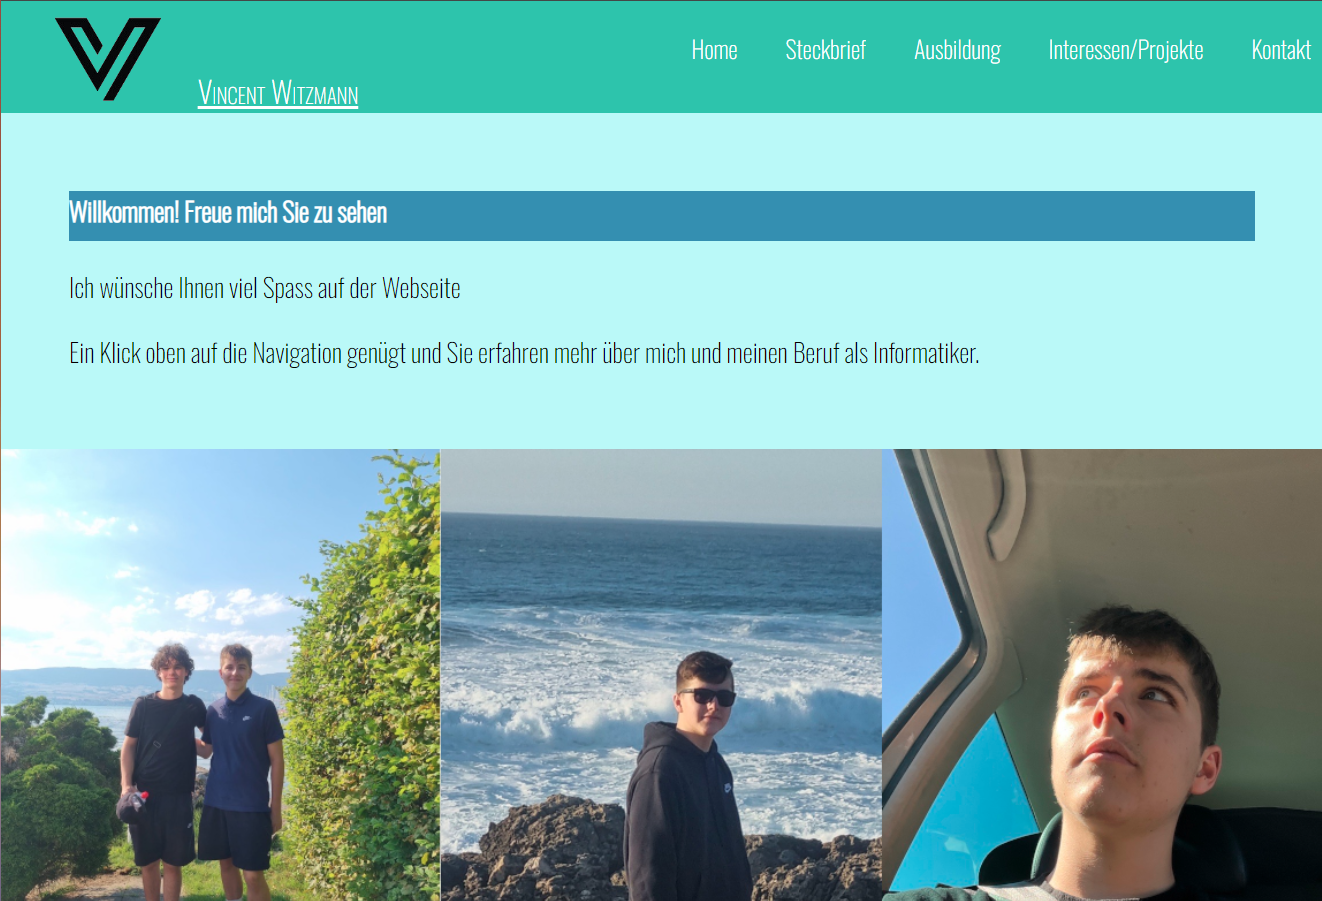 Vincent Witzmann
Home Steckbrief Ausbildung Interessen/Projekte Kontakt
Willkommen! Freue mich Sie zu sehen
Ich wünsche Ihnen viel Spass auf der Webseite
Ein Klick oben auf die Navigation genügt und Sie erfahren mehr über mich und meinen Beruf als Informatiker.